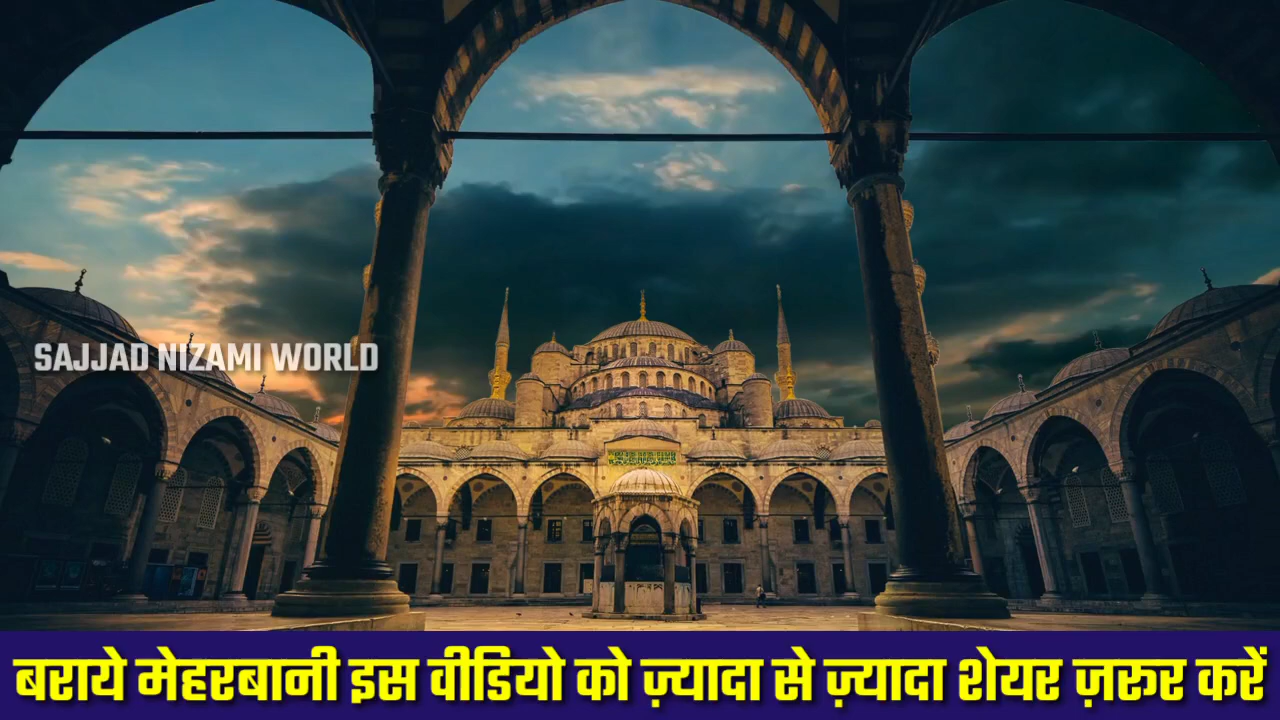 SAJJAD NIZAMI WORLD
बराये मेहरबानी इस वीडियो को ज़्यादा से ज़्यादा शेयर ज़रूर करें